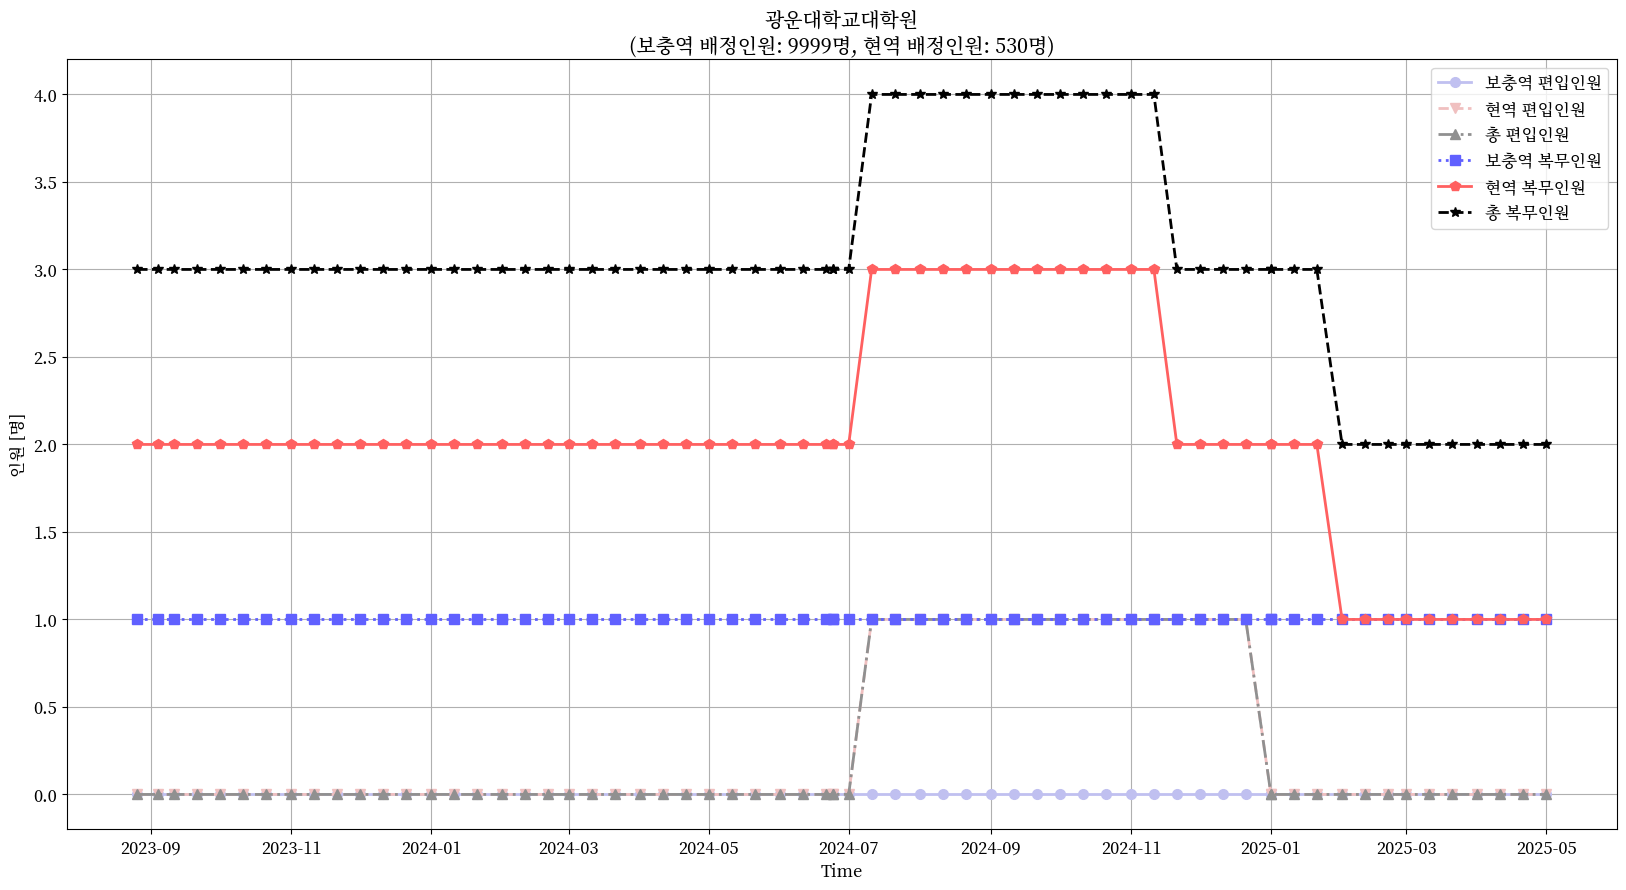 광운대학교대학원
(보충역 배정인원: 9999명, 현역 배정인원: 530명)
보충역 편입인원
현역 편입인원
총 편입인원
보충역 복무인원
현역 복무인원
총 복무인원
인원 [명]
4.0
3.5
3.0
2.5
2.0
1.5
1.0
0.5
0.0
2023-09
2023-11
2024-01
2024-03
2024-05
2024-07
2024-09
2024-11
2025-01
2025-03
2025-05
Time